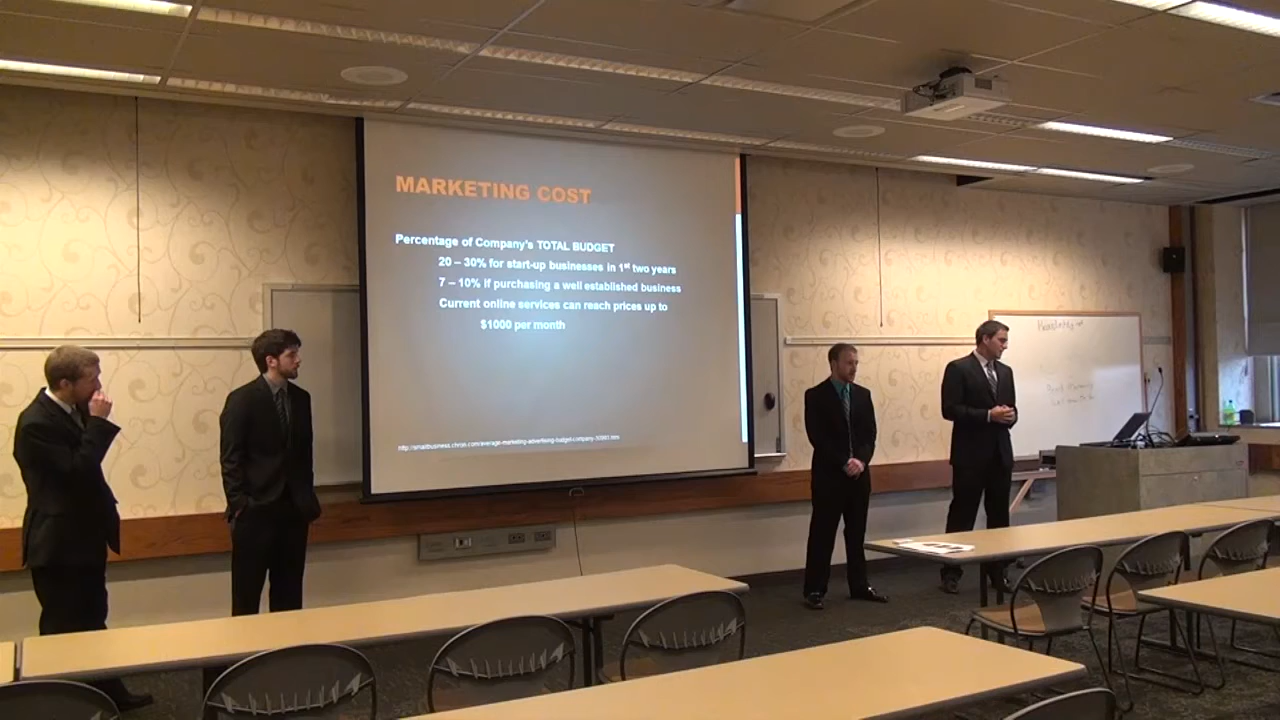 MARKETING COST
Percentage of Company's TOTAL BUDGET
20 – 30% for start-up businesses in 1st two years
7 – 10% if purchasing a well established business
Current online services can reach prices up to
$1000 per month